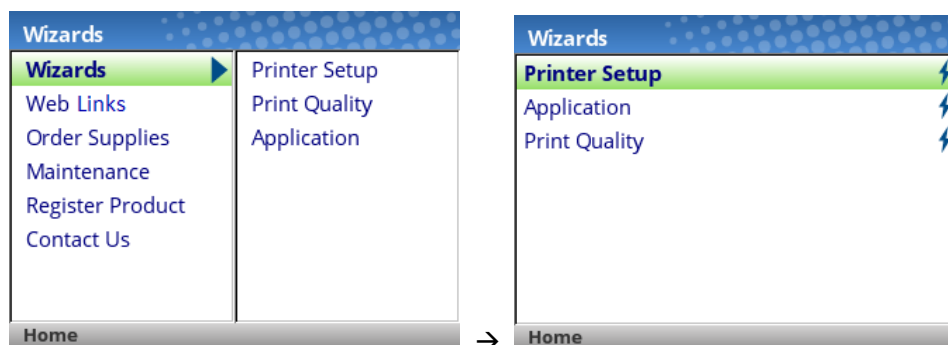 Wizards
Wizards
Web Links
Order Supplies
Maintenance
Register Product
Contact Us
Printer Setup
Print Quality
Application
Home
→
Wizards
Printer Setup
Application
Print Quality
Home